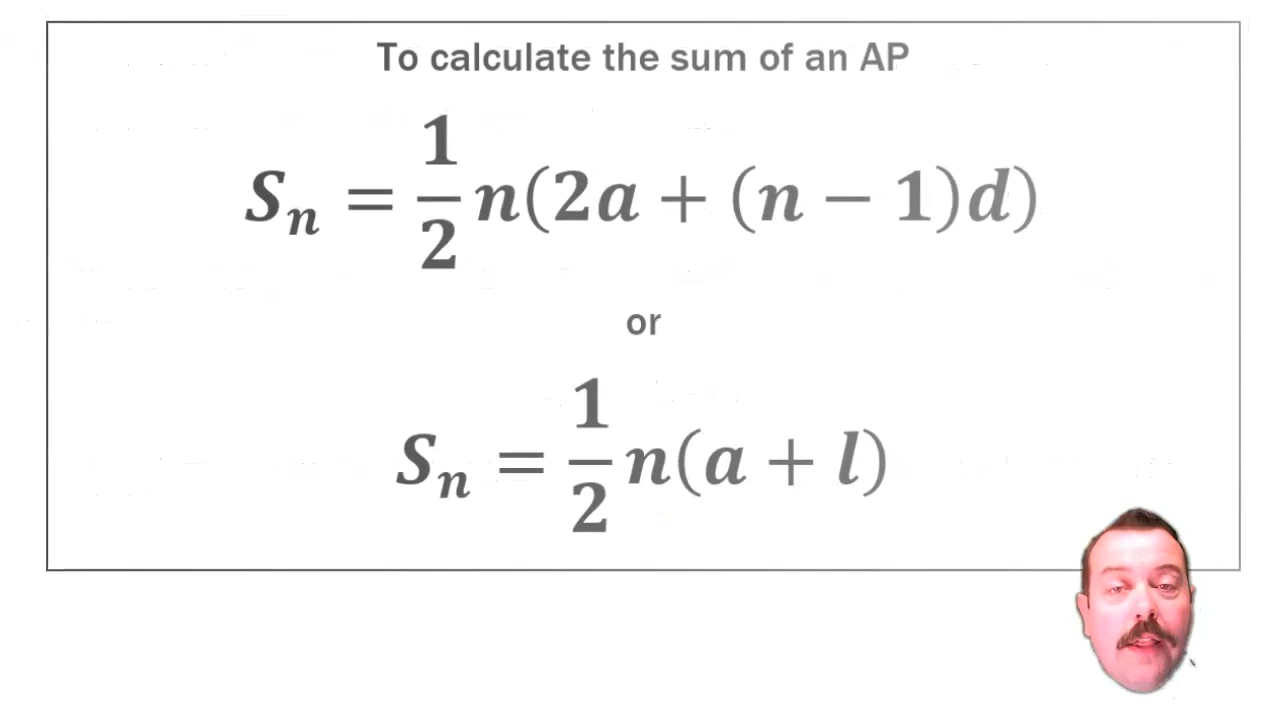 To calculate the sum of an AP
Sₙ = 1/2 n(2a + (n − 1)d)
or
Sₙ = 1/2 n(a + l)